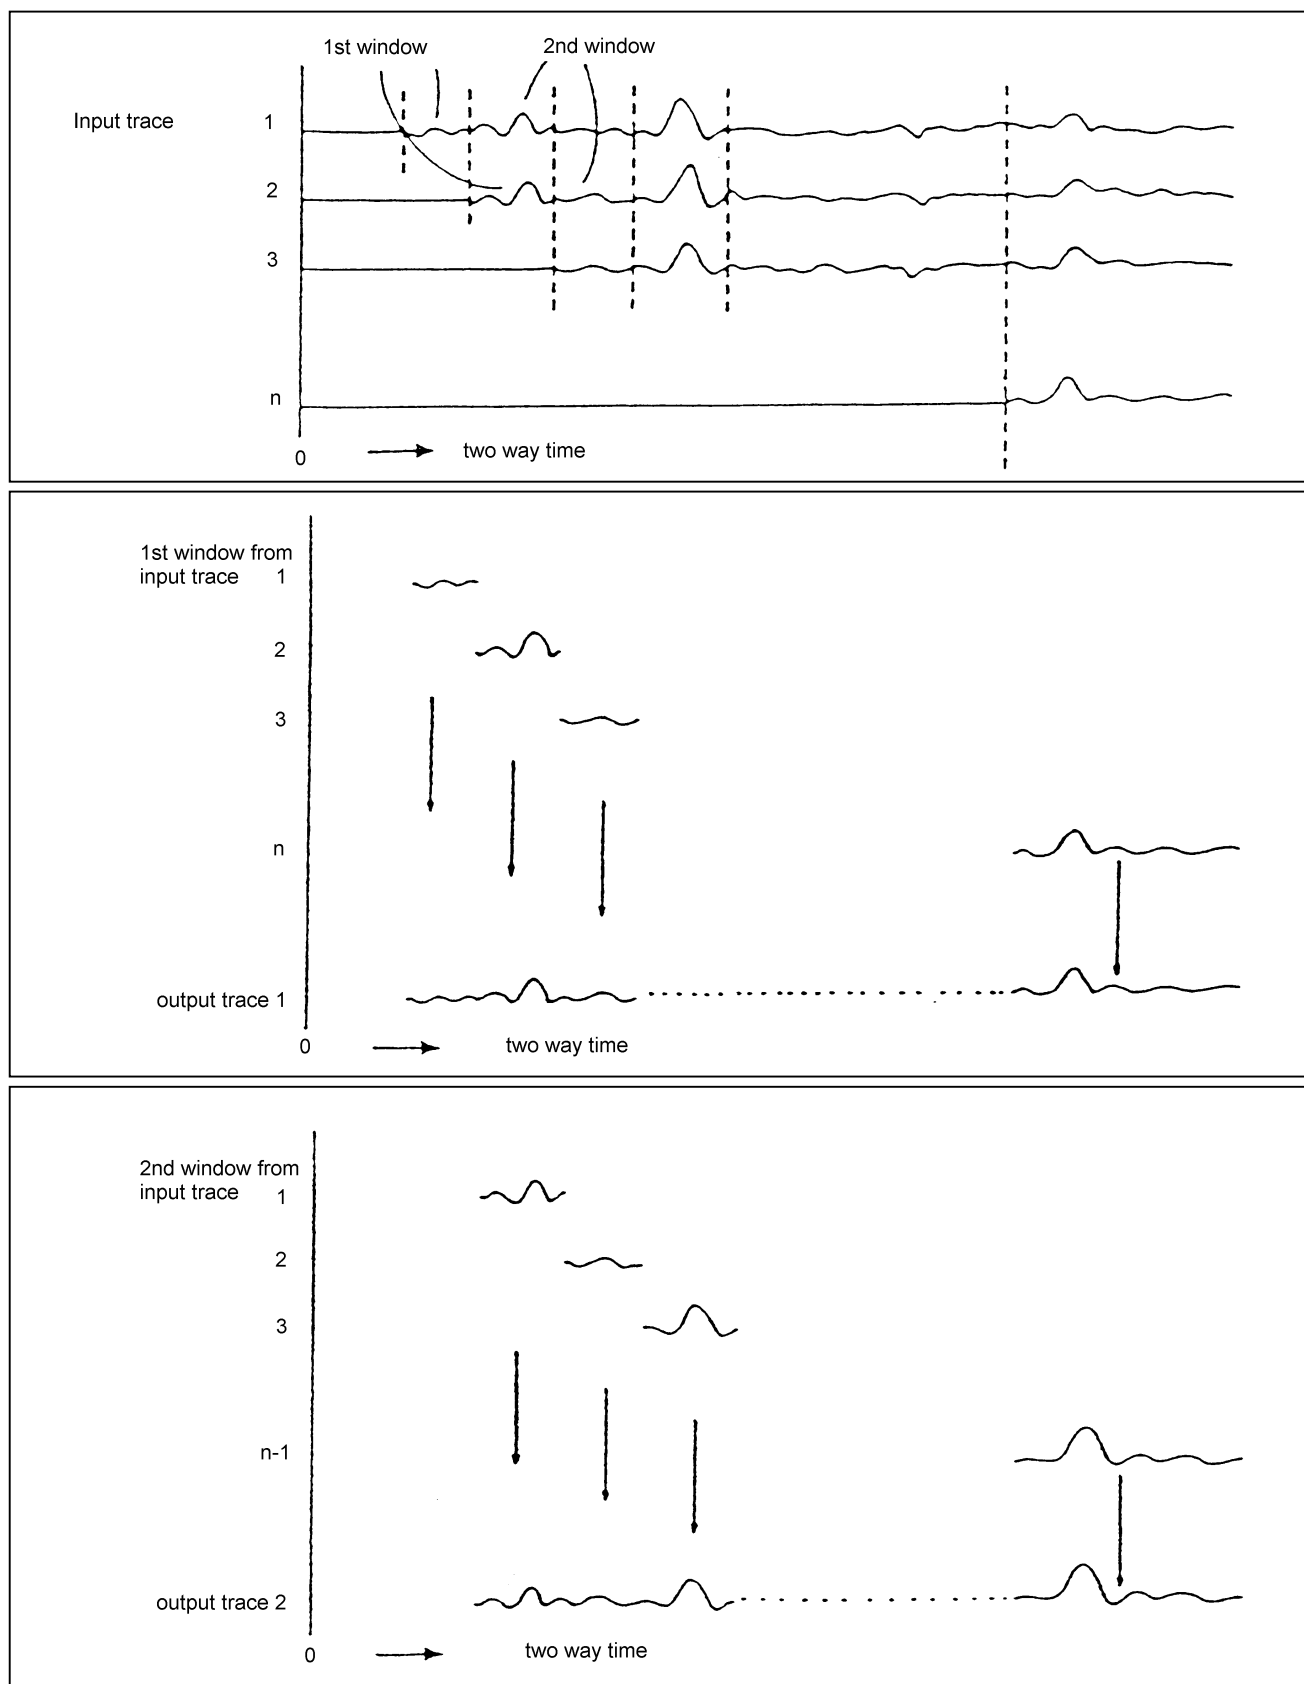 1st window 2nd window
Input trace 1
2
3
n
0 two way time
1st window from
input trace 1
2
3
n
output trace 1
0 two way time
2nd window from
input trace 1
2
3
n-1
output trace 2
0 two way time